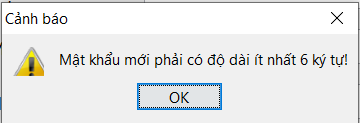 Cảnh báo
Mật khẩu mới phải có độ dài ít nhất 6 ký tự!
OK